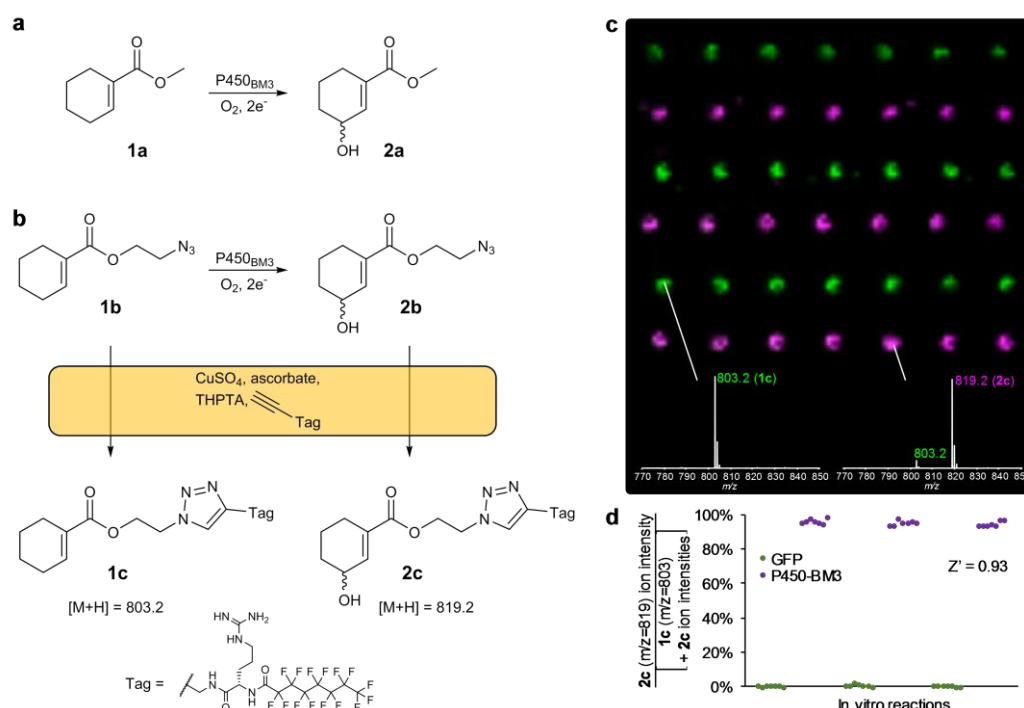 a
O
O
P450BM3
O2, 2e-
1a
O
O
OH
2a
b
O
O
N3
P450BM3
O2, 2e-
1b
O
O
N3
OH
2b
CuSO4, ascorbate,
THPTA,
Tag
O
O
N
N
N
Tag
1c
[M+H] = 803.2
O
O
N
N
N
Tag
OH
2c
[M+H] = 819.2
Tag =
HN
NH2
HN
H
N
O
N
H
O
F F F F F F F
F
F F F F F F F
c
803.2 (1c)
819.2 (2c)
803.2
770 780 790 800 810 820 830 840 850
m/z
770 780 790 800 810 820 830 840
m/z
d
2c (m/z=819) ion intensity
1c (m/z=803)
+ 2c ion intensities
100%
80%
60%
40%
20%
0%
GFP
P450-BM3
Z' = 0.93
In vitro reactions